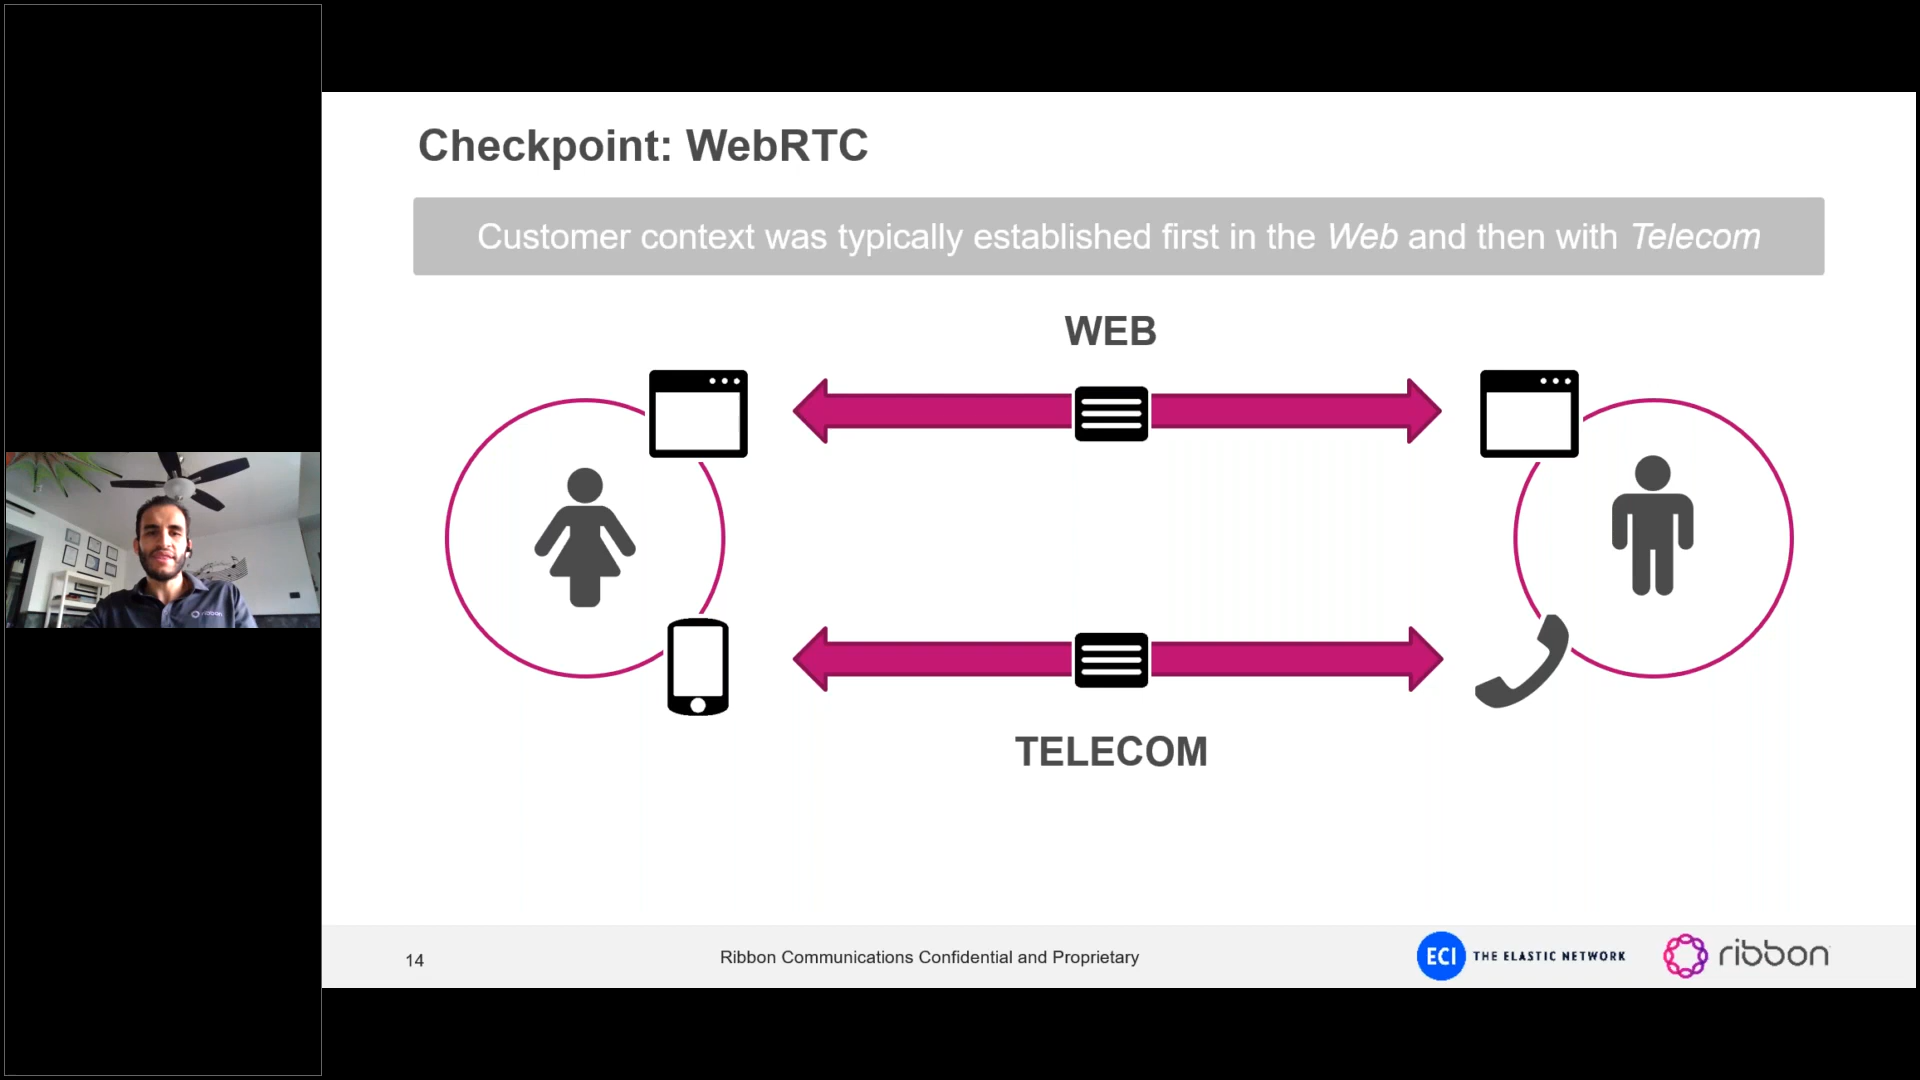 Checkpoint: WebRTC
Customer context was typically established first in the Web and then with Telecom
WEB
TELECOM
14
Ribbon Communications Confidential and Proprietary
ECI THE ELASTIC NETWORK
ribbon
ribbon